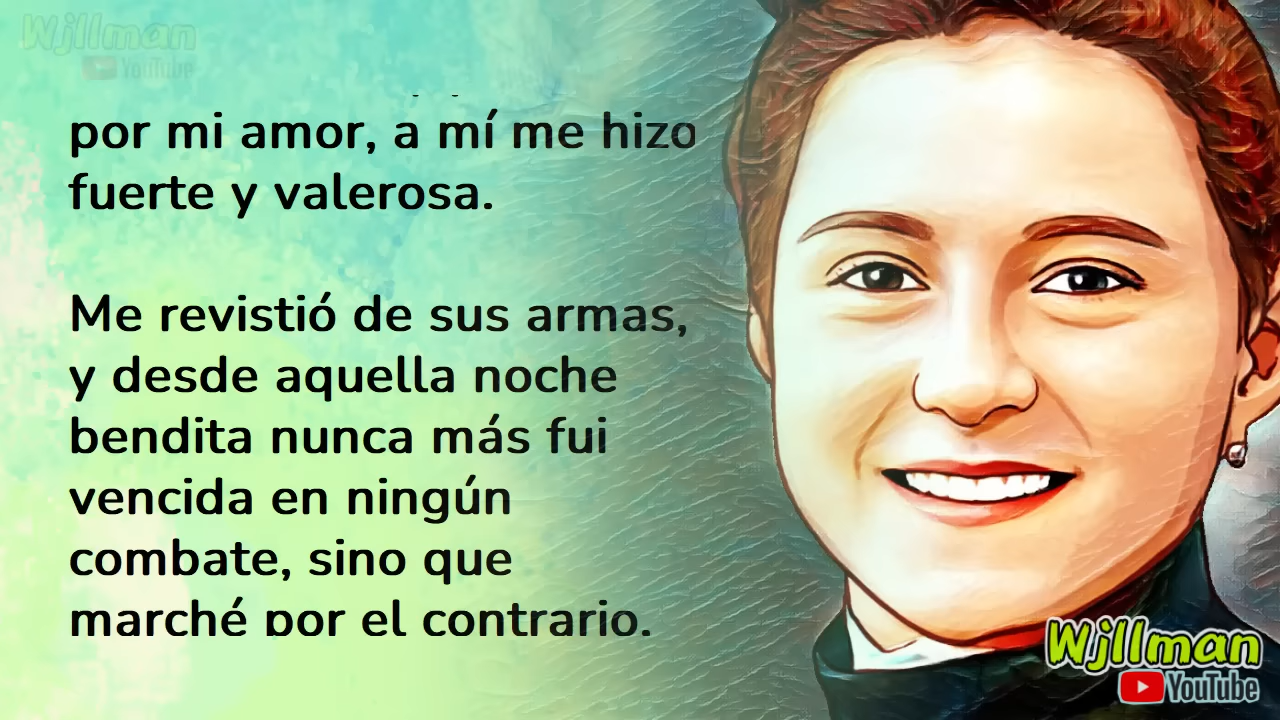 Wjllman
YouTube
por mi amor, a mí me hizo
fuerte y valerosa.
Me revistió de sus armas,
y desde aquella noche
bendita nunca más fui
vencida en ningún
combate, sino que
marché por el contrario,
Wjllman
YouTube